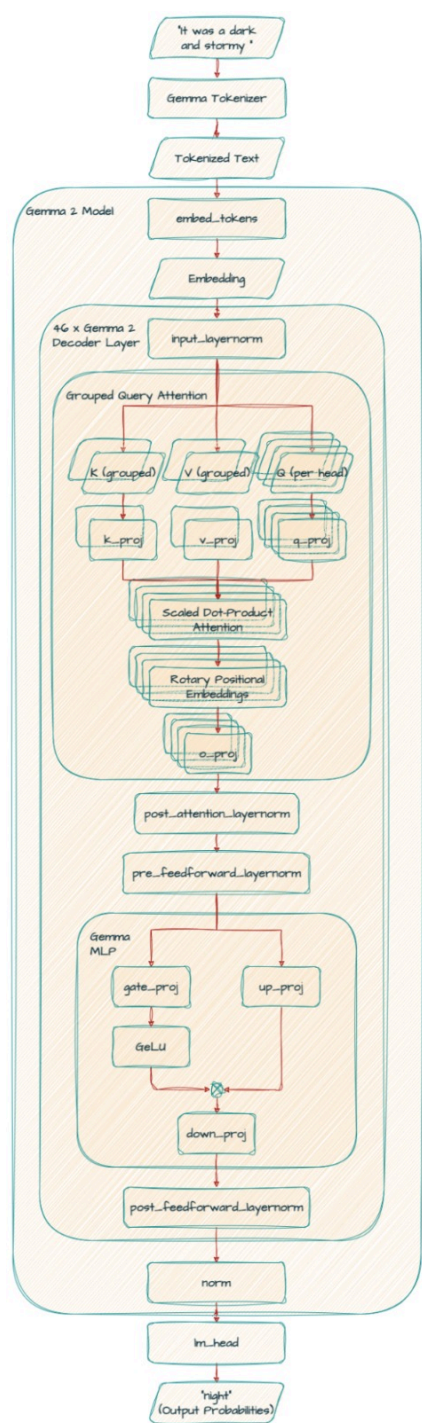 "It was a dark
and stormy "
Gemma Tokenizer
Tokenized Text
Gemma 2 Model
embed_tokens
Embedding
46 x Gemma 2
Decoder Layer
input_layernorm
Grouped Query Attention
K (grouped)
V (grouped)
Q (per head)
k_proj
v_proj
q_proj
Scaled Dot-Product
Attention
Rotary Positional
Embeddings
o_proj
post_attention_layernorm
pre_feedforward_layernorm
Gemma
MLP
gate_proj
up_proj
GeLU
down_proj
post_feedforward_layernorm
norm
lm_head
"night"
(Output Probabilities)